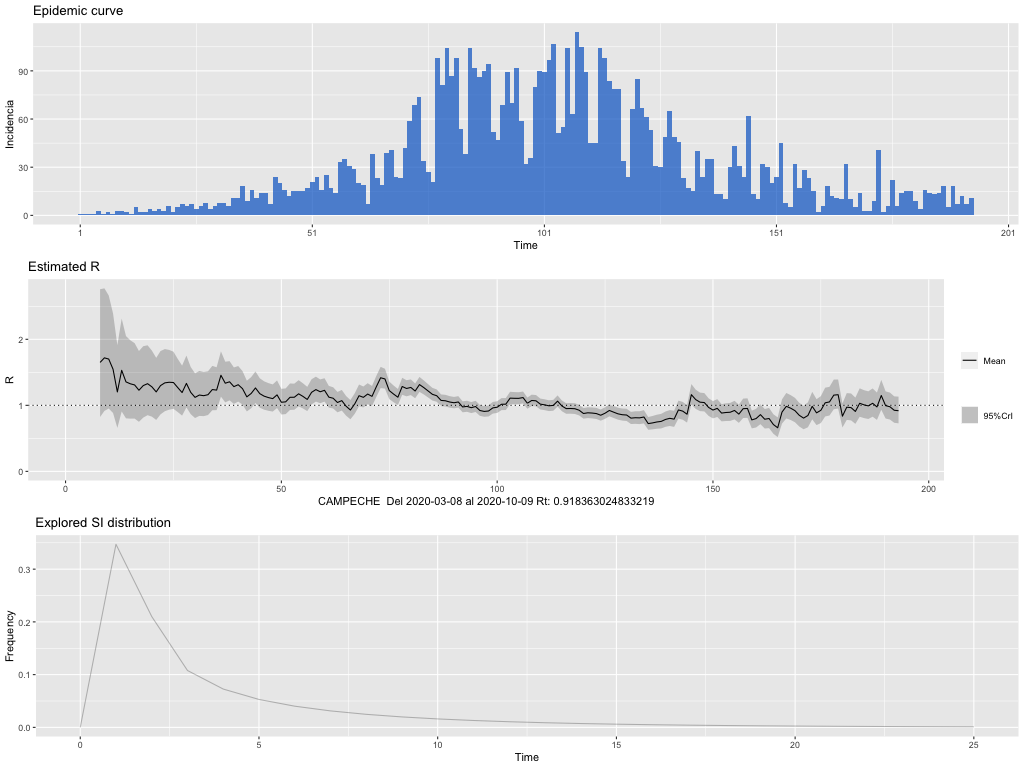 Epidemic curve
Incidencia
90
60
30
0
1 51 101 151 201
Time
Estimated R
R
2
1
0
0 50 100 150 200
CAMPECHE  Del 2020-03-08 al 2020-10-09 Rt: 0.918363024833219
Mean
95%CrI
Explored SI distribution
Frequency
0.3
0.2
0.1
0.0
0 5 10 15 20 25
Time